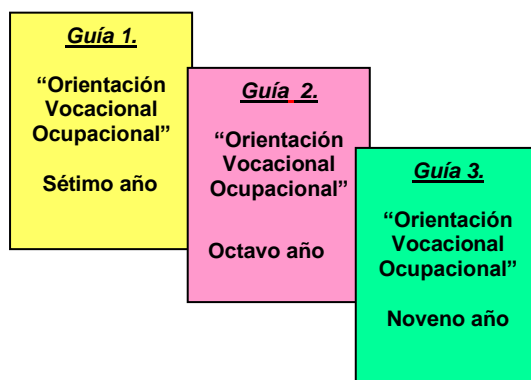 Guía 1.
“Orientación
Vocacional
Ocupacional”
Sétimo año
Guía 2.
“Orientación
Vocacional
Ocupacional”
Octavo año
Guía 3.
“Orientación
Vocacional
Ocupacional”
Noveno año